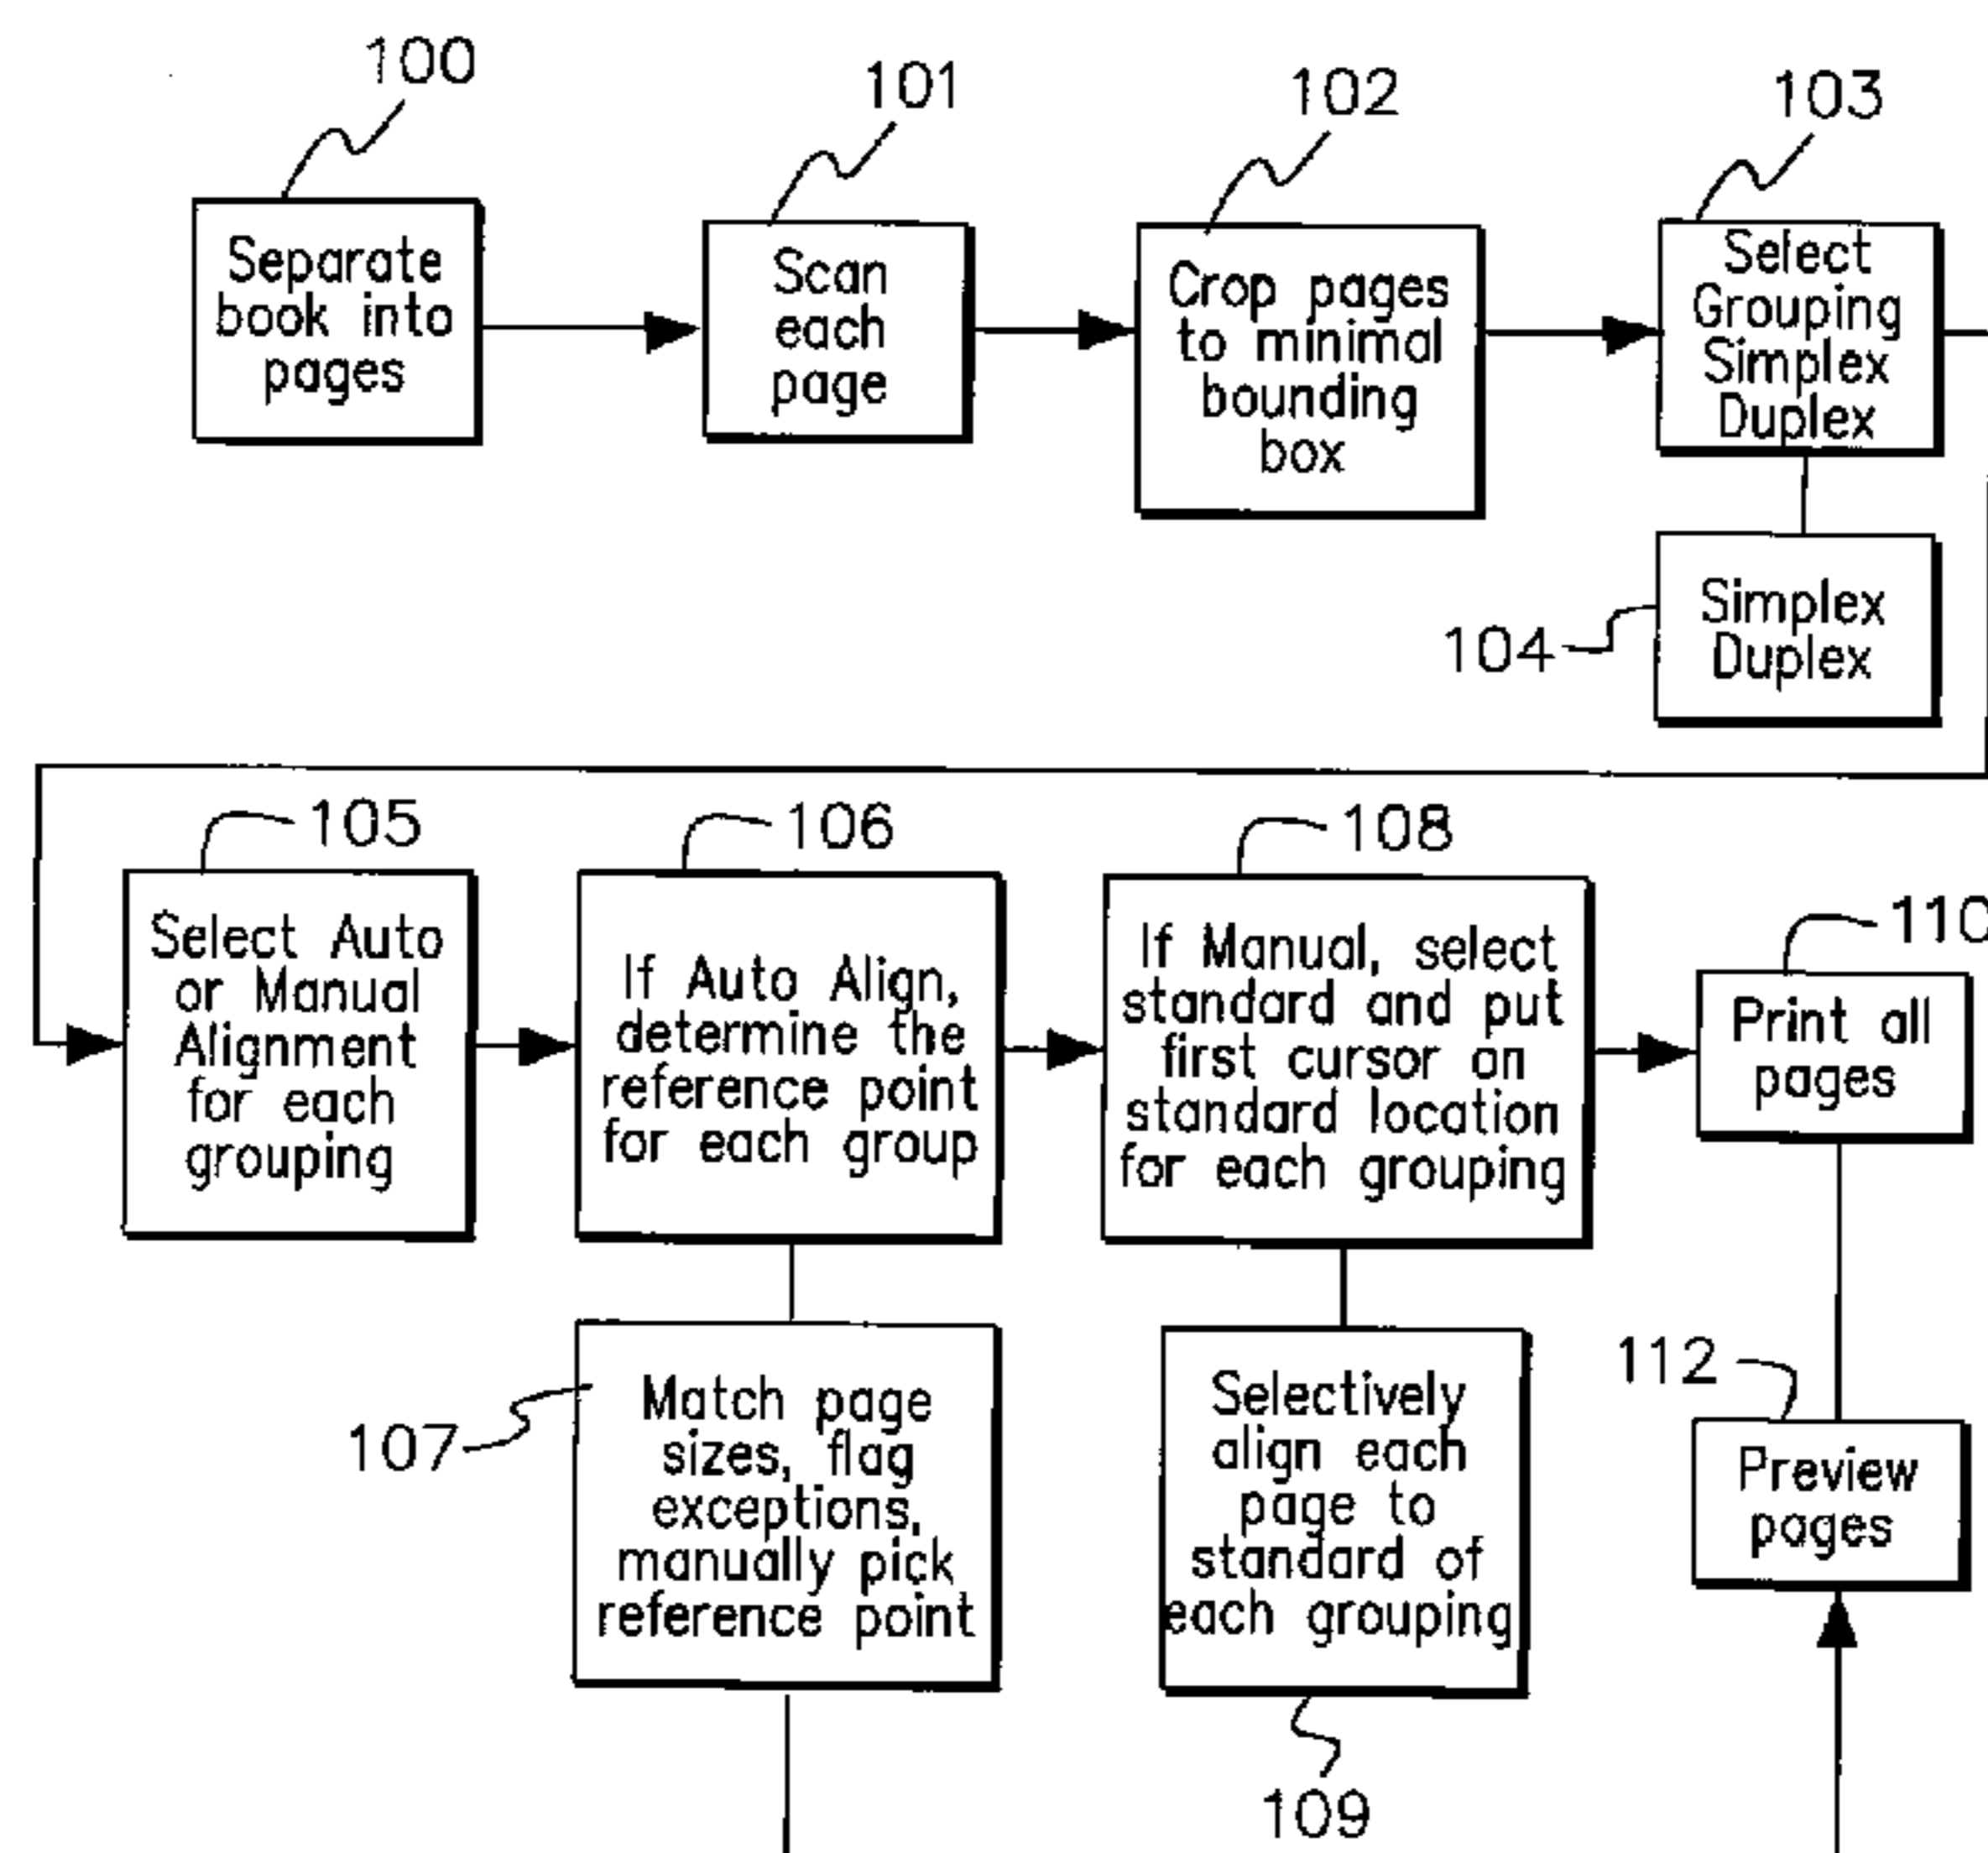 100
101
102
103
Separate
book into
pages
Scan
each
page
Crop pages
to minimal
bounding
box
Select
Grouping
Simplex
Duplex
104
Simplex
Duplex
105
106
108
110
Select Auto
or Manual
Alignment
for each
grouping
If Auto Align,
determine the
reference point
for each group
If Manual, select
standard and put
first cursor on
standard location
for each grouping
Print all
pages
107
Match page
sizes, flag
exceptions,
manually pick
reference point
Selectively
align each
page to
standard of
each grouping
109
112
Preview
pages